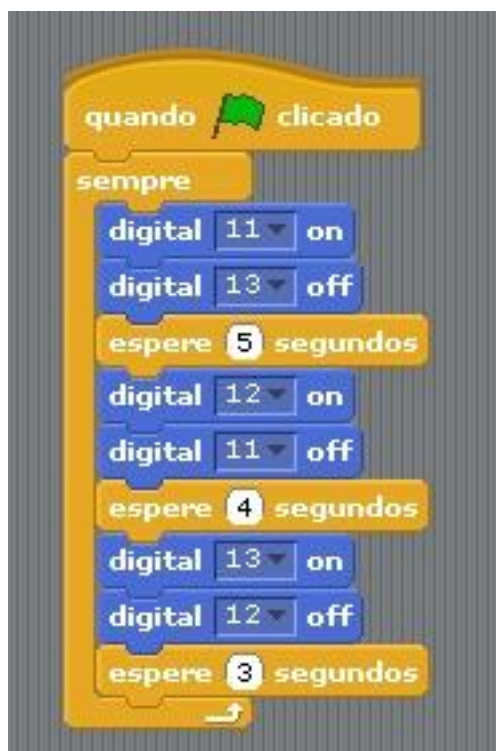 quando clicado
sempre
digital 11 on
digital 13 off
espere 5 segundos
digital 12 on
digital 11 off
espere 4 segundos
digital 13 on
digital 12 off
espere 3 segundos